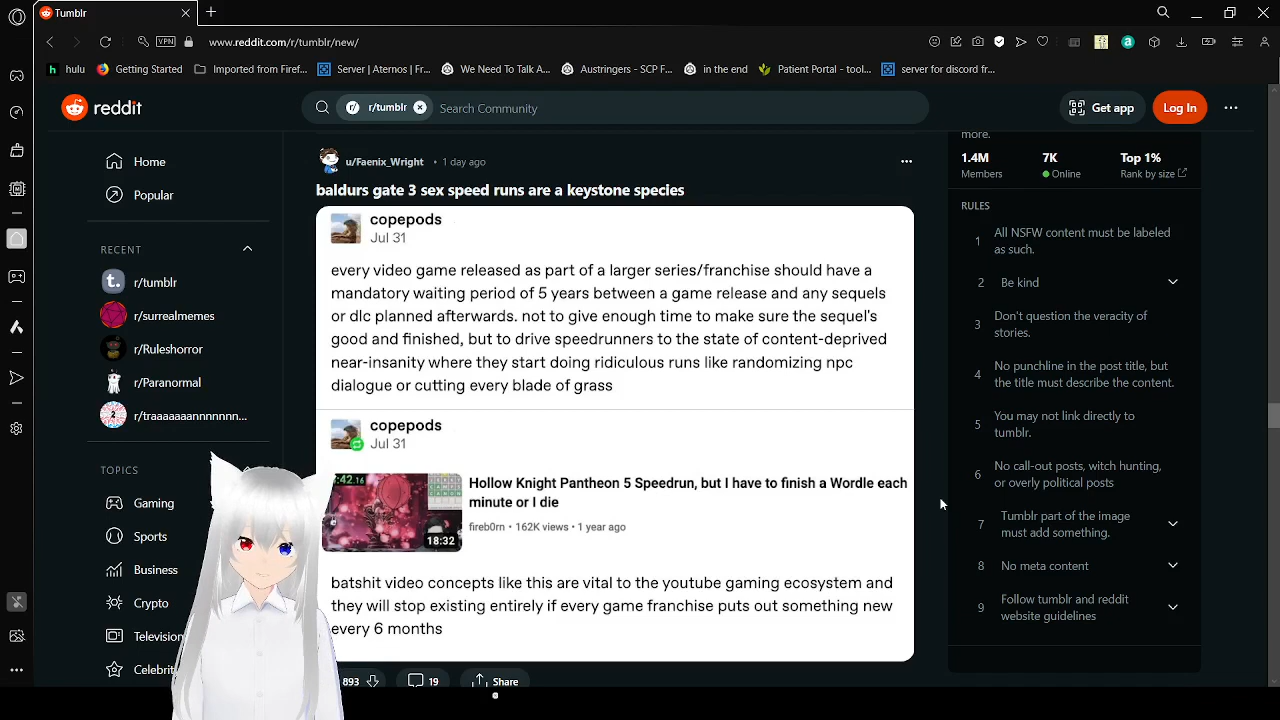 Tumblr
VPN
www.reddit.com/r/tumblr/new/
hulu
Getting Started
Imported from Firef...
Server | Aternos | Fr...
We Need To Talk A...
Austringers - SCP F...
in the end
Patient Portal - tool...
server for discord fr...
reddit
r/ r/tumblr
Search Community
Get app
Log In
Home
Popular
RECENT
r/tumblr
r/surrealmemes
r/Ruleshorror
r/Paranormal
r/traaaaaaannnnnnn...
TOPICS
Gaming
Sports
Business
Crypto
Television
Celebrit
u/Faenix_Wright • 1 day ago
baldurs gate 3 sex speed runs are a keystone species
copepods
Jul 31
every video game released as part of a larger series/franchise should have a
mandatory waiting period of 5 years between a game release and any sequels
or dlc planned afterwards. not to give enough time to make sure the sequel's
good and finished, but to drive speedrunners to the state of content-deprived
near-insanity where they start doing ridiculous runs like randomizing npc
dialogue or cutting every blade of grass
copepods
Jul 31
:42.16
18:32
Hollow Knight Pantheon 5 Speedrun, but I have to finish a Wordle each
minute or I die
fireb0rn • 162K views • 1 year ago
batshit video concepts like this are vital to the youtube gaming ecosystem and
they will stop existing entirely if every game franchise puts out something new
every 6 months
893
19
Share
more.
1.4M
Members
7K
Online
Top 1%
Rank by size
RULES
1 All NSFW content must be labeled
as such.
2 Be kind
3 Don't question the veracity of
stories.
4 No punchline in the post title, but
the title must describe the content.
5 You may not link directly to
tumblr.
6 No call-out posts, witch hunting,
or overly political posts
7 Tumblr part of the image
must add something.
8 No meta content
9 Follow tumblr and reddit
website guidelines